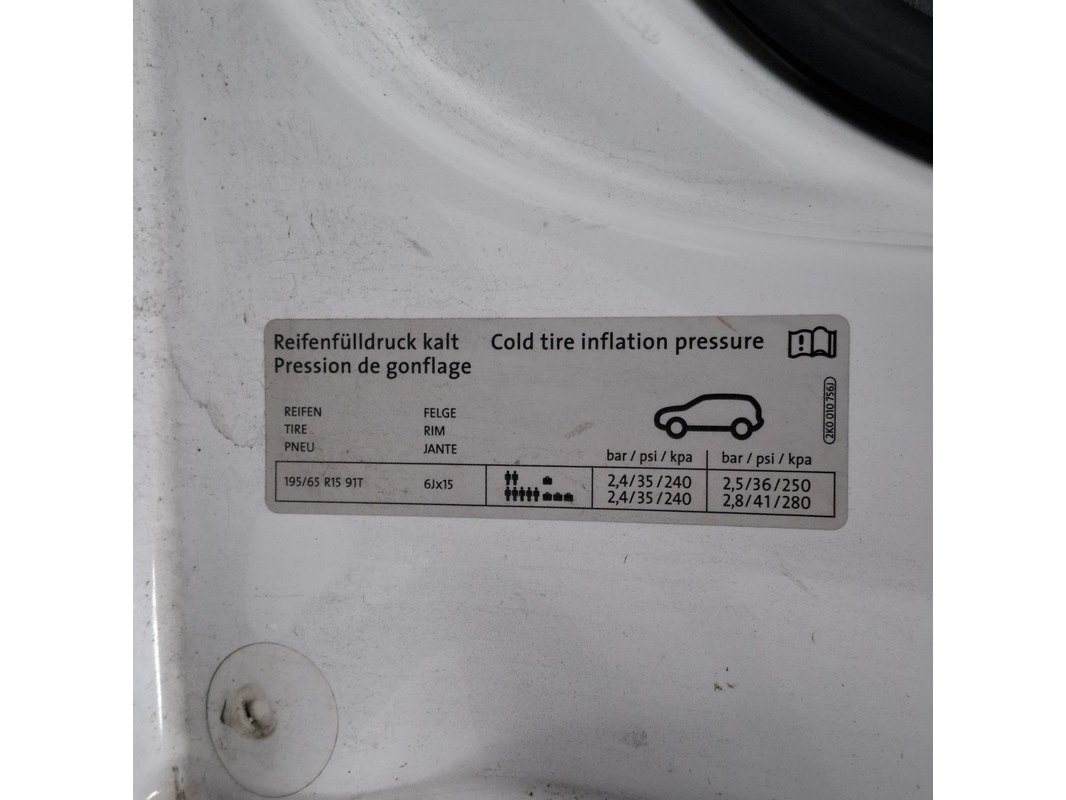 Reifenfülldruck kalt Cold tire inflation pressure
Pression de gonflage
REIFEN FELGE
TIRE RIM
PNEU JANTE
bar / psi / kpa bar / psi / kpa
195/65 R15 91T 6Jx15 2,4/35/240 2,5/36/250
2,4/35/240 2,8/41/280
2K0 010 756J